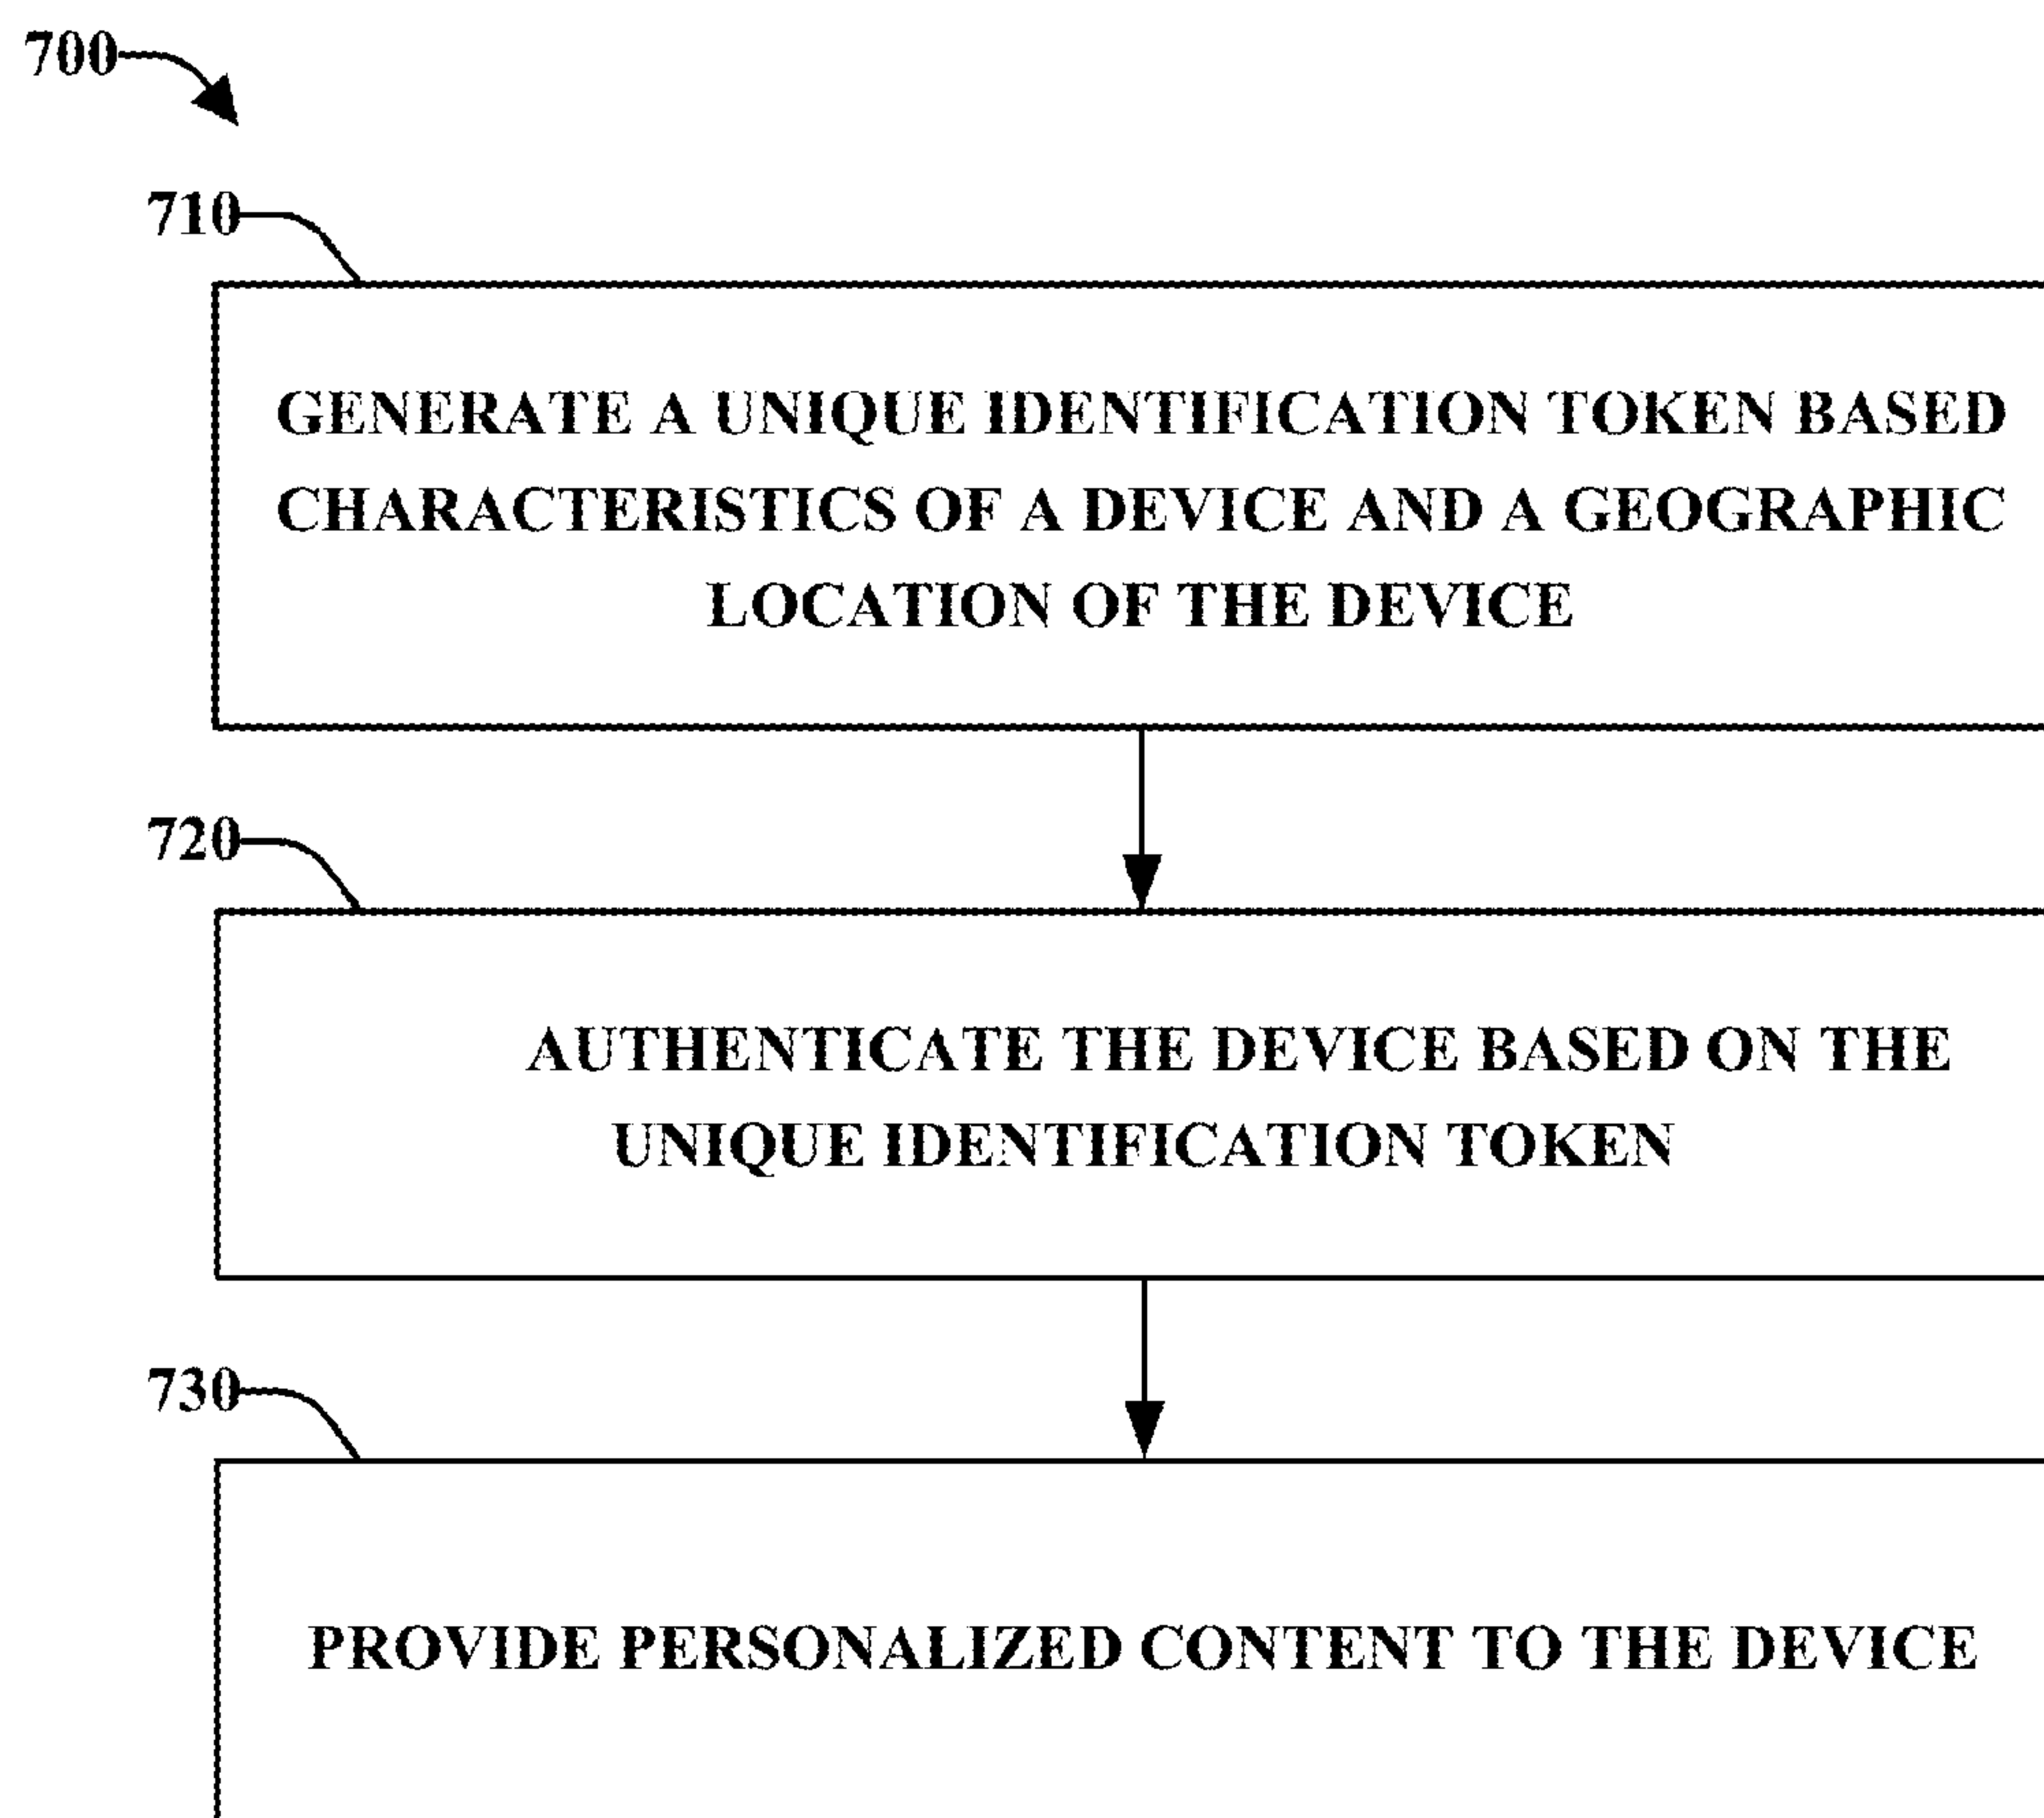 700
710
GENERATE A UNIQUE IDENTIFICATION TOKEN BASED
CHARACTERISTICS OF A DEVICE AND A GEOGRAPHIC
LOCATION OF THE DEVICE
720
AUTHENTICATE THE DEVICE BASED ON THE
UNIQUE IDENTIFICATION TOKEN
730
PROVIDE PERSONALIZED CONTENT TO THE DEVICE